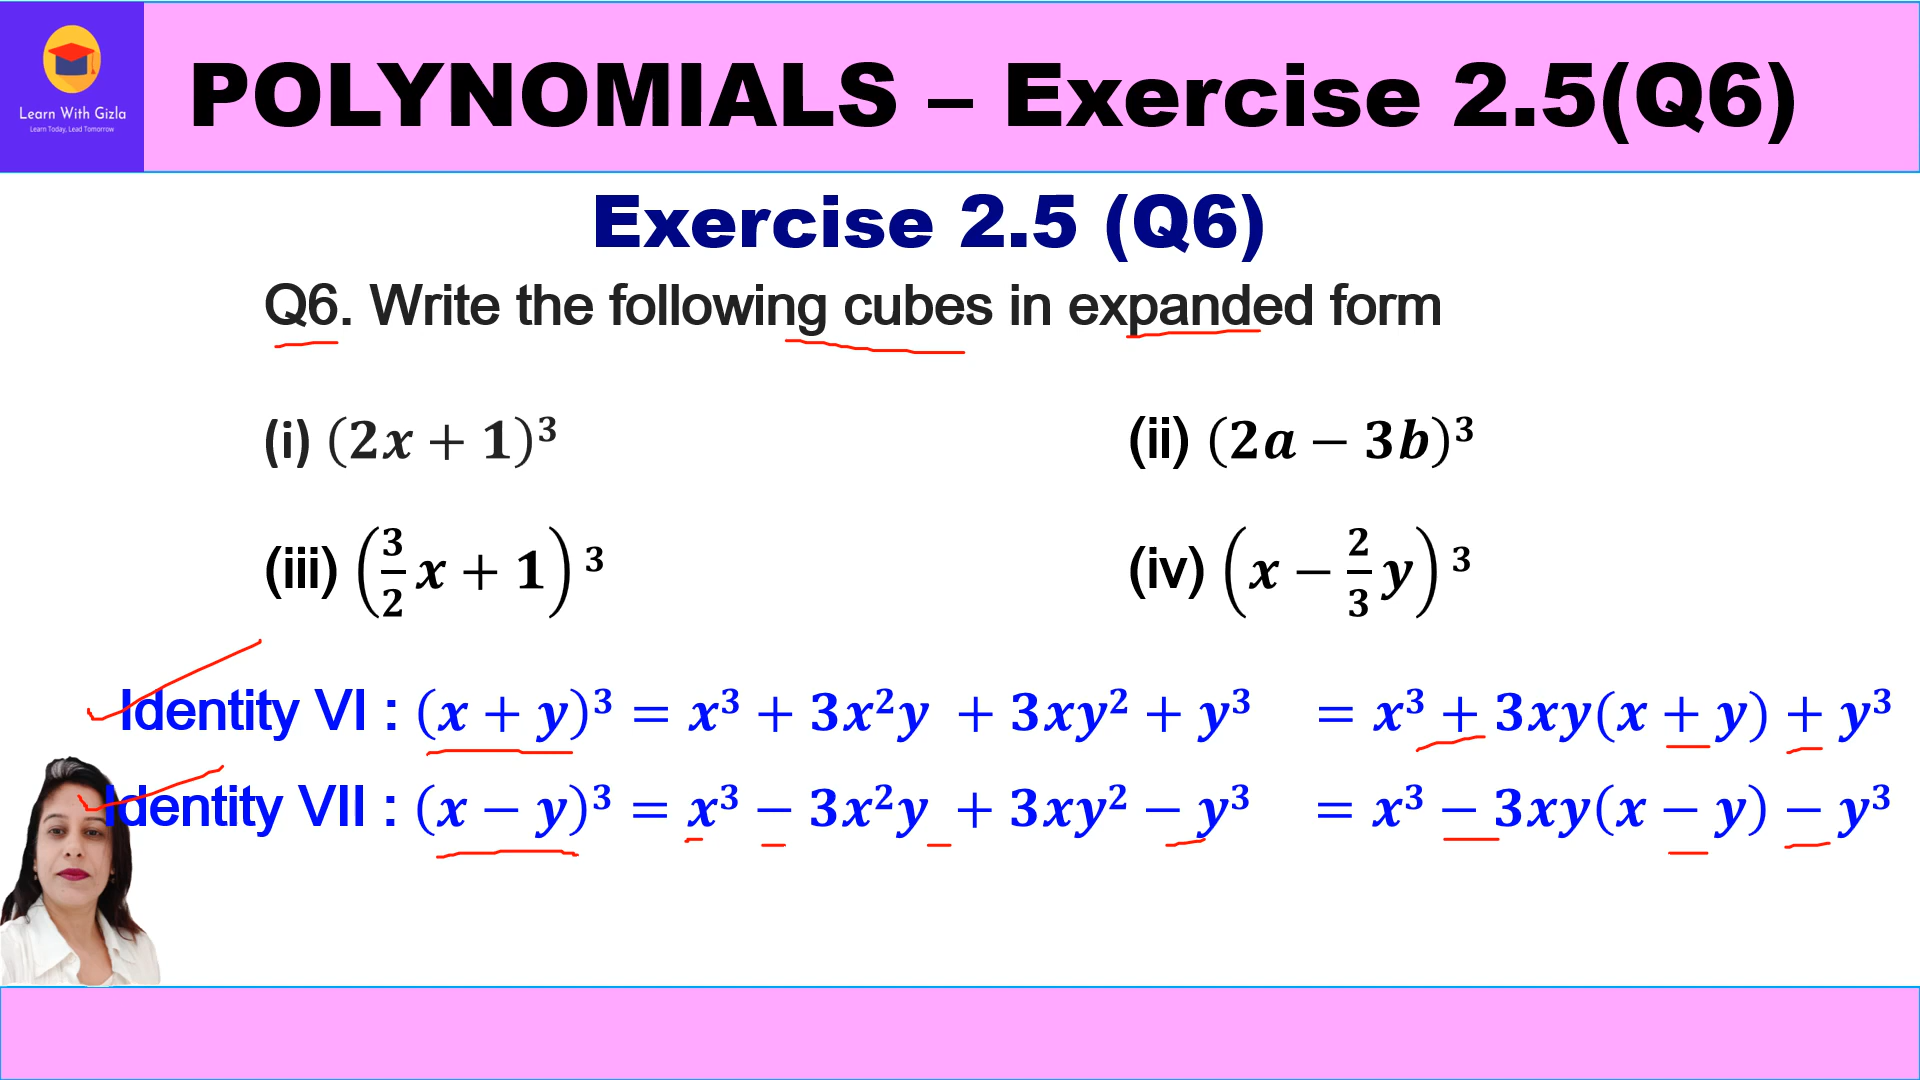 Learn With Gizla
Learn Today, Lead Tomorrow
POLYNOMIALS – Exercise 2.5(Q6)
Exercise 2.5 (Q6)
Q6. Write the following cubes in expanded form
(i) (2x + 1)³
(ii) (2a − 3b)³
(iii) (3/2 x + 1)³
(iv) (x − 2/3 y)³
Identity VI : (x + y)³ = x³ + 3x²y + 3xy² + y³ = x³ + 3xy(x + y) + y³
Identity VII : (x − y)³ = x³ − 3x²y + 3xy² − y³ = x³ − 3xy(x − y) − y³